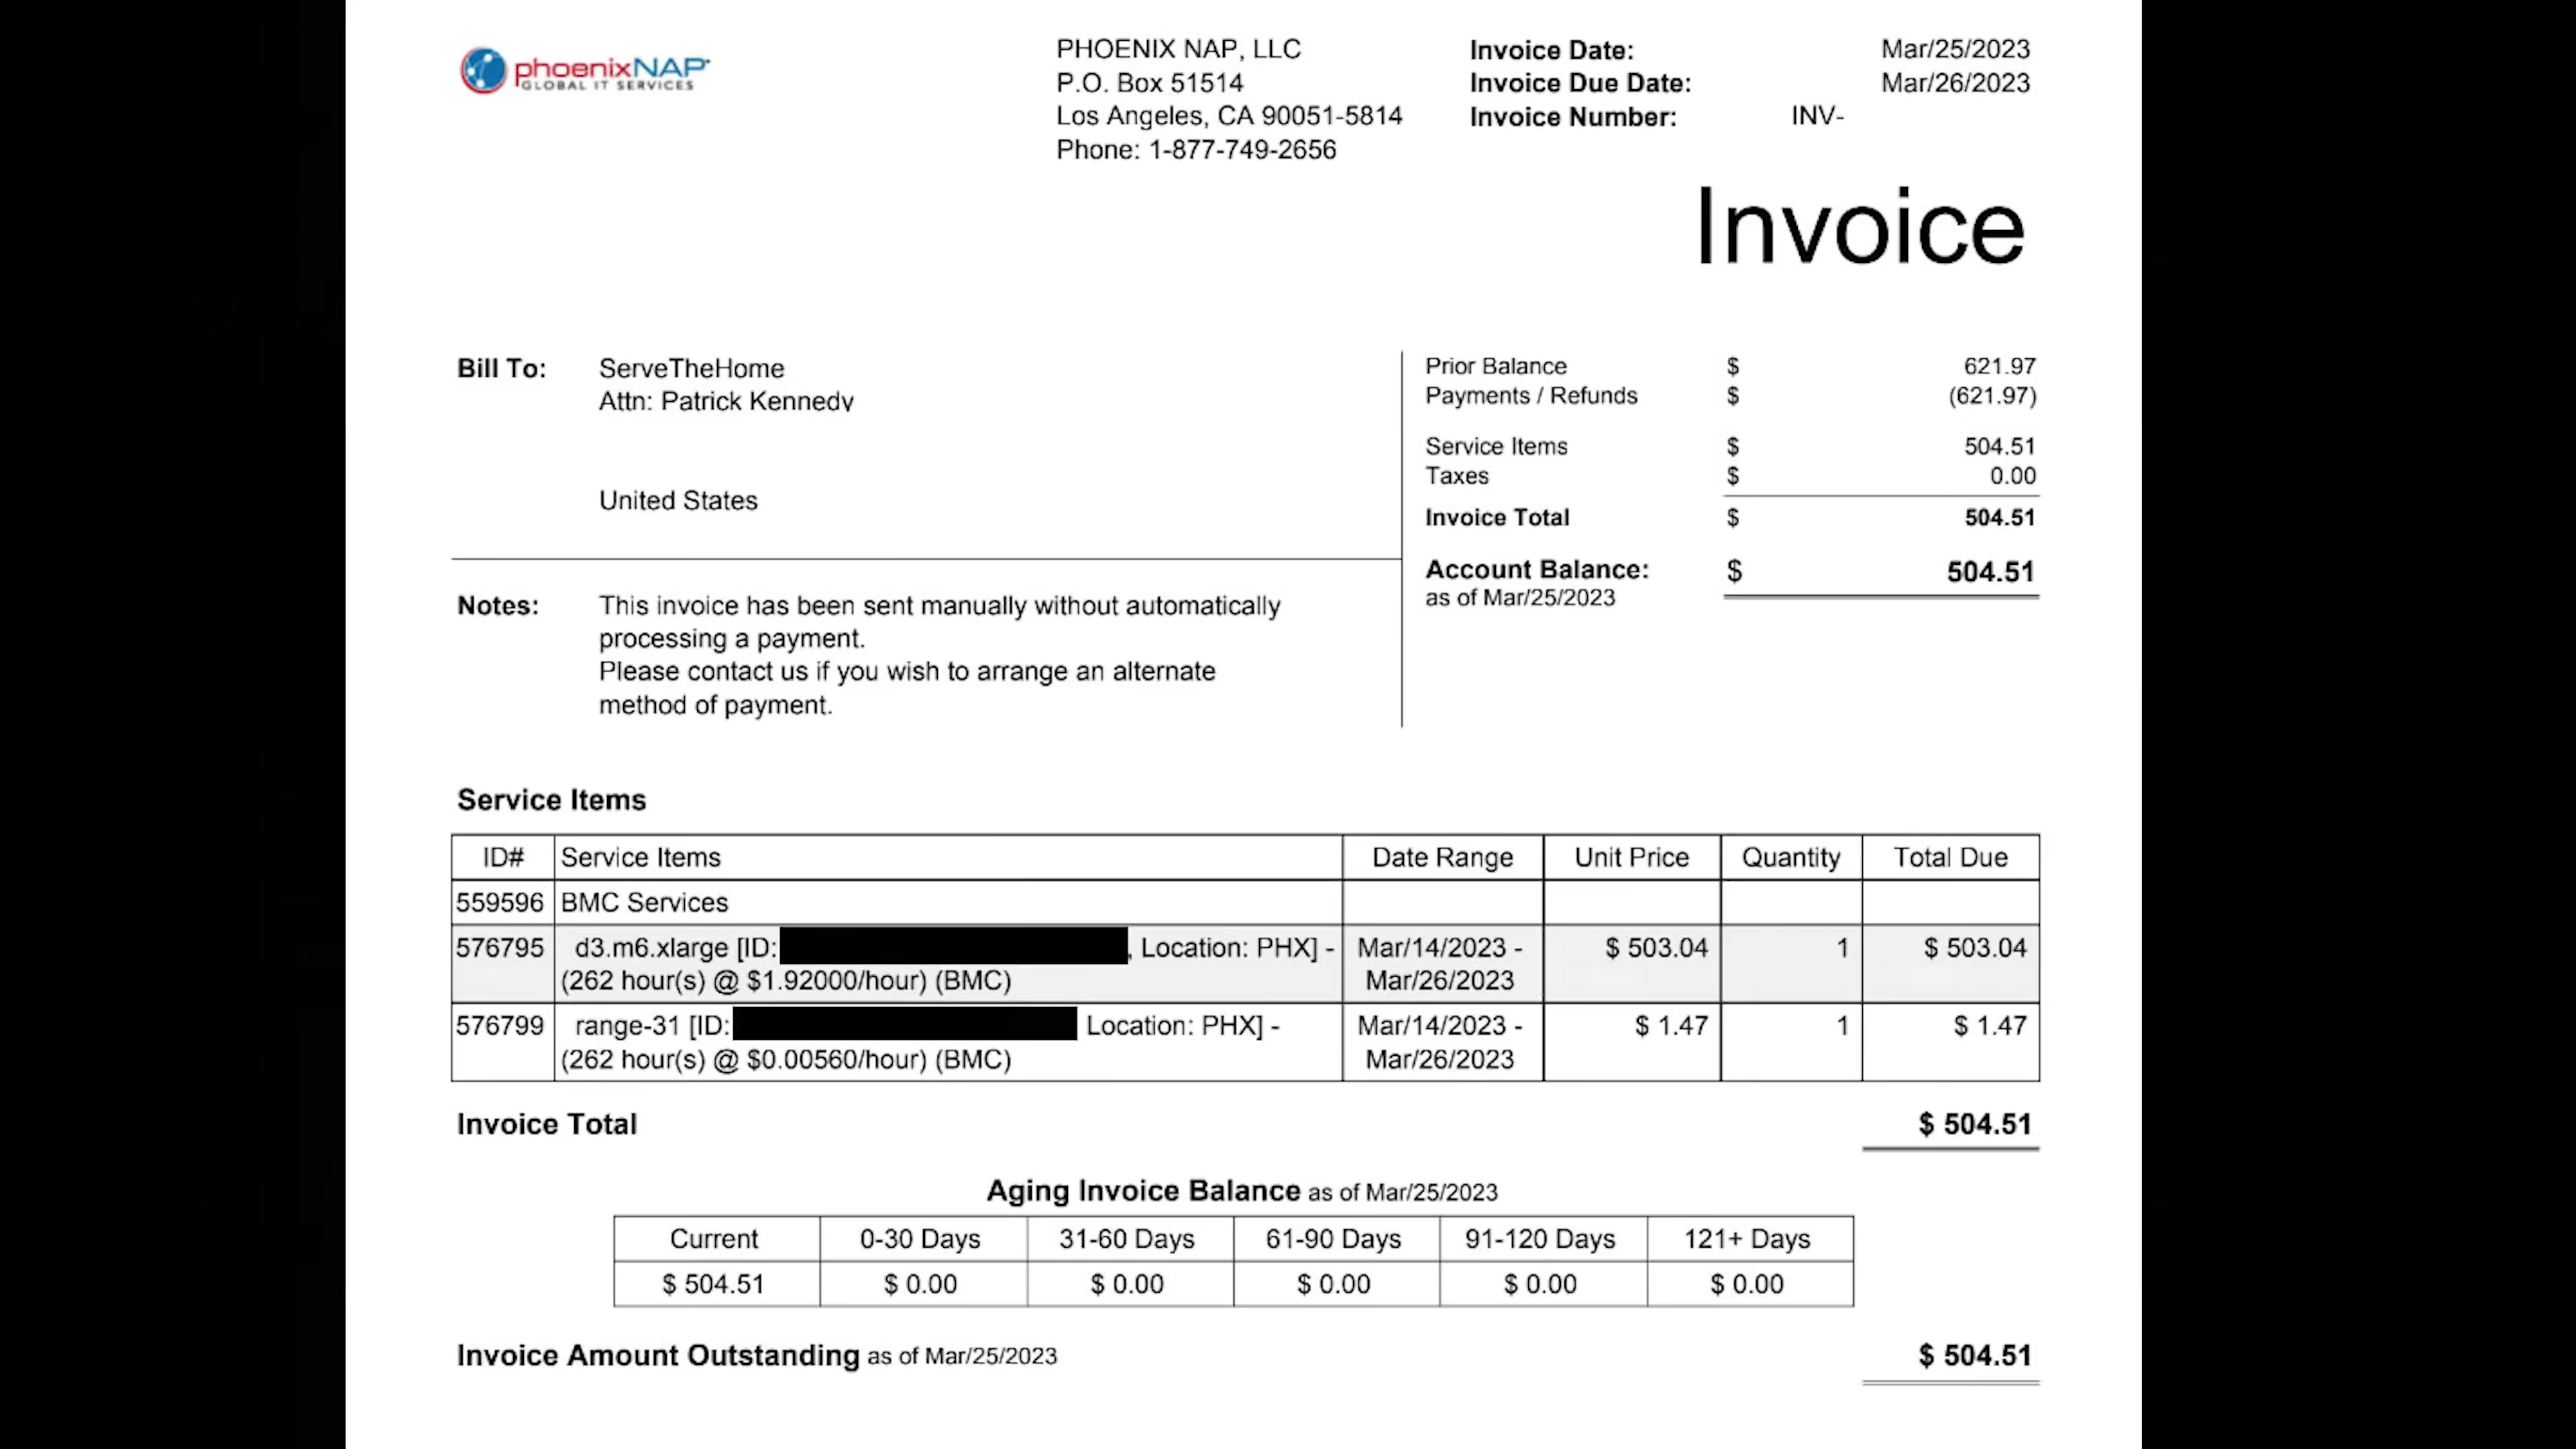 phoenixNAP
GLOBAL IT SERVICES
PHOENIX NAP, LLC
P.O. Box 51514
Los Angeles, CA 90051-5814
Phone: 1-877-749-2656
Invoice Date: Mar/25/2023
Invoice Due Date: Mar/26/2023
Invoice Number: INV-
Invoice
Bill To: ServeTheHome
Attn: Patrick Kennedy
United States
Prior Balance $ 621.97
Payments / Refunds $ (621.97)
Service Items $ 504.51
Taxes $ 0.00
Invoice Total $ 504.51
Account Balance: $ 504.51
as of Mar/25/2023
Notes: This invoice has been sent manually without automatically
processing a payment.
Please contact us if you wish to arrange an alternate
method of payment.
Service Items
ID# Service Items Date Range Unit Price Quantity Total Due
559596 BMC Services
576795 d3.m6.xlarge [ID: , Location: PHX] - Mar/14/2023 - $ 503.04 1 $ 503.04
(262 hour(s) @ $1.92000/hour) (BMC) Mar/26/2023
576799 range-31 [ID: Location: PHX] - Mar/14/2023 - $ 1.47 1 $ 1.47
(262 hour(s) @ $0.00560/hour) (BMC) Mar/26/2023
Invoice Total $ 504.51
Aging Invoice Balance as of Mar/25/2023
Current 0-30 Days 31-60 Days 61-90 Days 91-120 Days 121+ Days
$ 504.51 $ 0.00 $ 0.00 $ 0.00 $ 0.00 $ 0.00
Invoice Amount Outstanding as of Mar/25/2023 $ 504.51